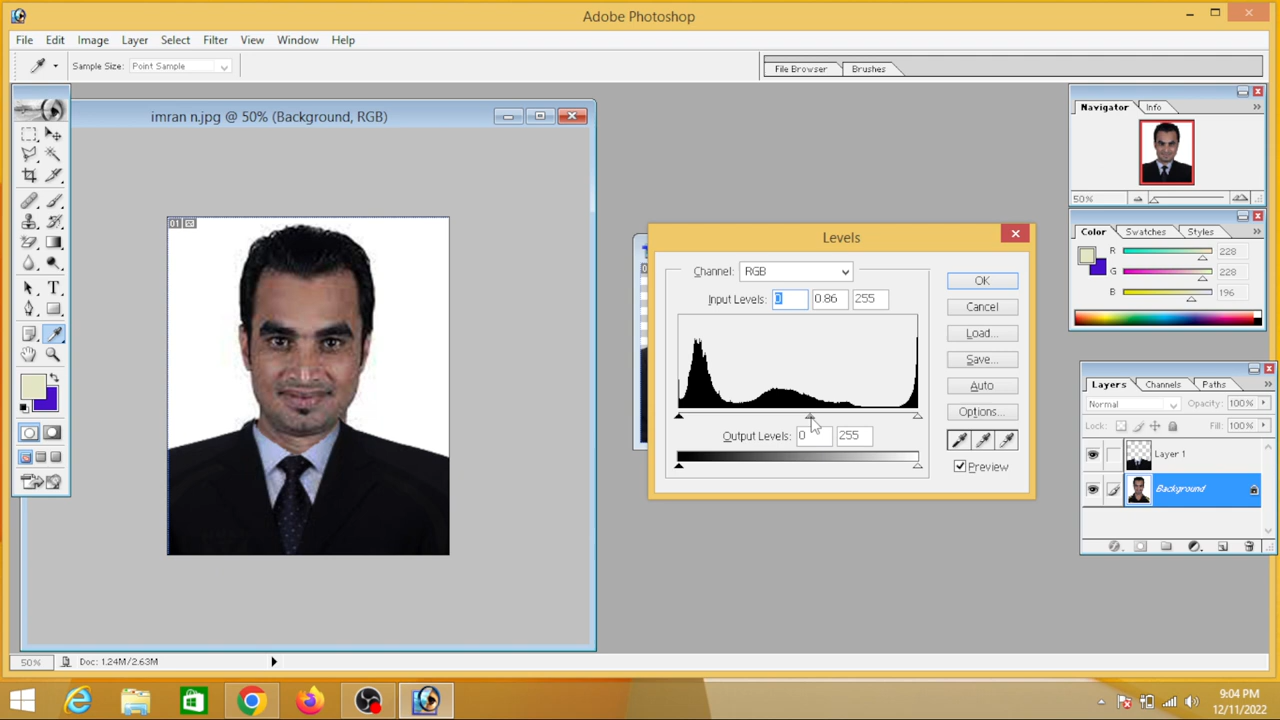 Adobe Photoshop
File Edit Image Layer Select Filter View Window Help
Sample Size: Point Sample
File Browser Brushes
imran n.jpg @ 50% (Background, RGB)
01
Navigator Info
50%
Color Swatches Styles
R 228
G 228
B 196
Levels
Channel: RGB
Input Levels: 0 0.86 255
Output Levels: 0 255
OK
Cancel
Load...
Save...
Auto
Options...
Preview
Layers Channels Paths
Normal Opacity: 100%
Lock: Fill: 100%
Layer 1
Background
50% Doc: 1.24M/2.63M
9:04 PM
12/11/2022